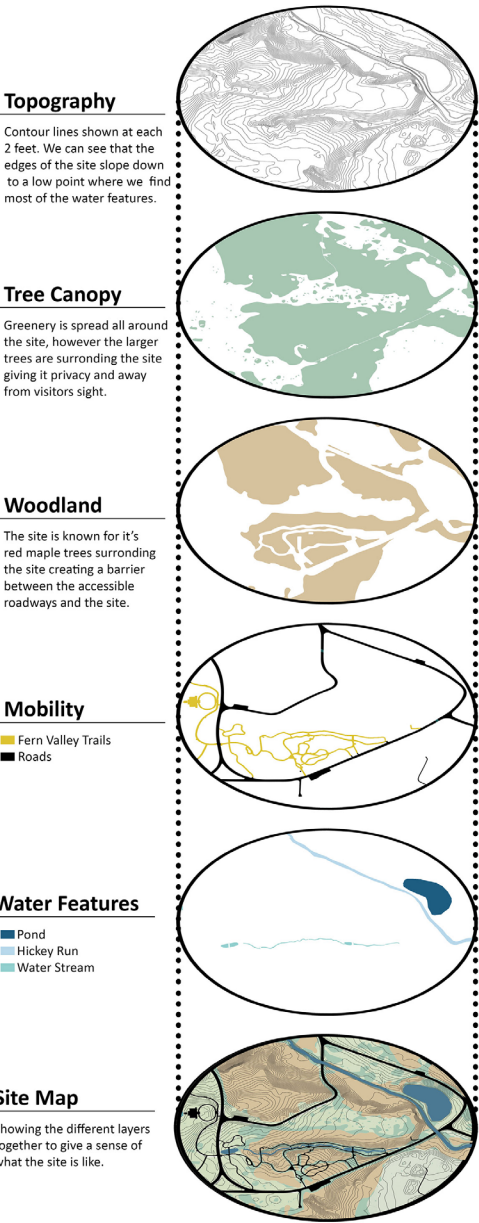 Topography
Contour lines shown at each
2 feet. We can see that the
edges of the site slope down
to a low point where we find
most of the water features.
Tree Canopy
Greenery is spread all around
the site, however the larger
trees are surronding the site
giving it privacy and away
from visitors sight.
Woodland
The site is known for it's
red maple trees surronding
the site creating a barrier
between the accessible
roadways and the site.
Mobility
Fern Valley Trails
Roads
Water Features
Pond
Hickey Run
Water Stream
Site Map
howing the different layers
ogether to give a sense of
what the site is like.